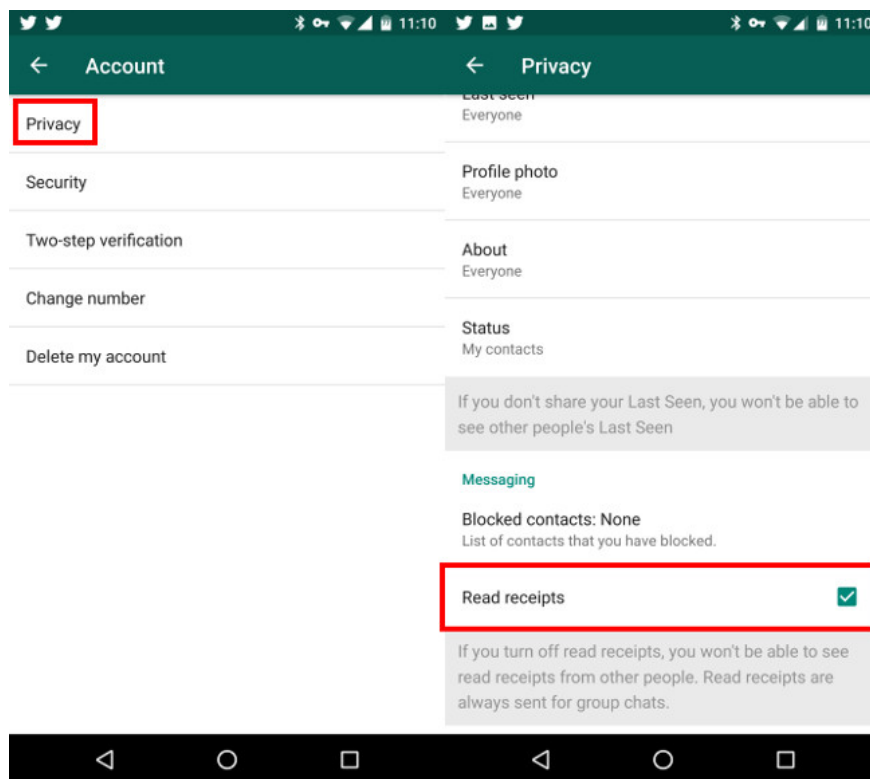 11:10
Account
Privacy
Security
Two-step verification
Change number
Delete my account
11:10
Privacy
Last seen
Everyone
Profile photo
Everyone
About
Everyone
Status
My contacts
If you don't share your Last Seen, you won't be able to
see other people's Last Seen
Messaging
Blocked contacts: None
List of contacts that you have blocked.
Read receipts
If you turn off read receipts, you won't be able to see
read receipts from other people. Read receipts are
always sent for group chats.